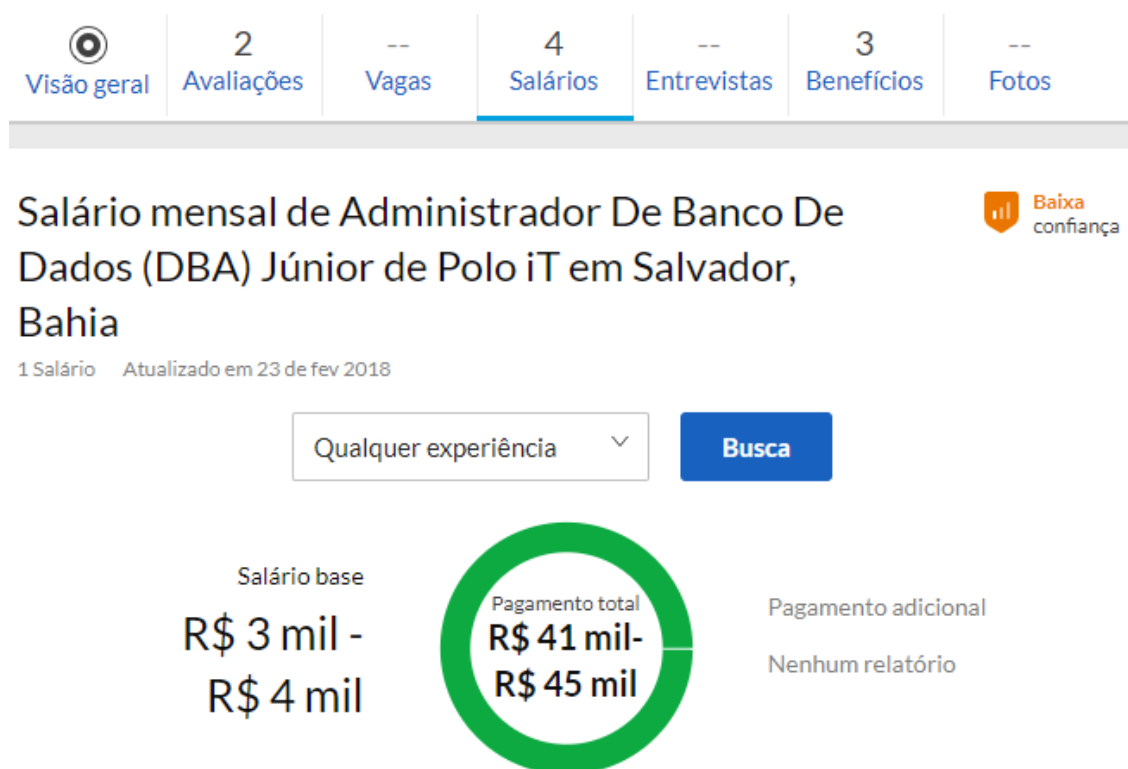 2
--
4
--
3
--
Visão geral
Avaliações
Vagas
Salários
Entrevistas
Benefícios
Fotos
Salário mensal de Administrador De Banco De
Dados (DBA) Júnior de Polo iT em Salvador,
Bahia
Baixa
confiança
1 Salário Atualizado em 23 de fev 2018
Qualquer experiência
Busca
Salário base
R$ 3 mil -
R$ 4 mil
Pagamento total
R$ 41 mil-
R$ 45 mil
Pagamento adicional
Nenhum relatório